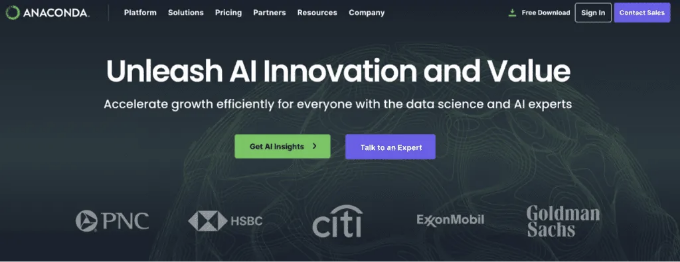 ANACONDA.
Platform Solutions Pricing Partners Resources Company
Free Download Sign In Contact Sales
Unleash AI Innovation and Value
Accelerate growth efficiently for everyone with the data science and AI experts
Get AI Insights >
Talk to an Expert
PNC HSBC citi ExxonMobil Goldman
Sachs